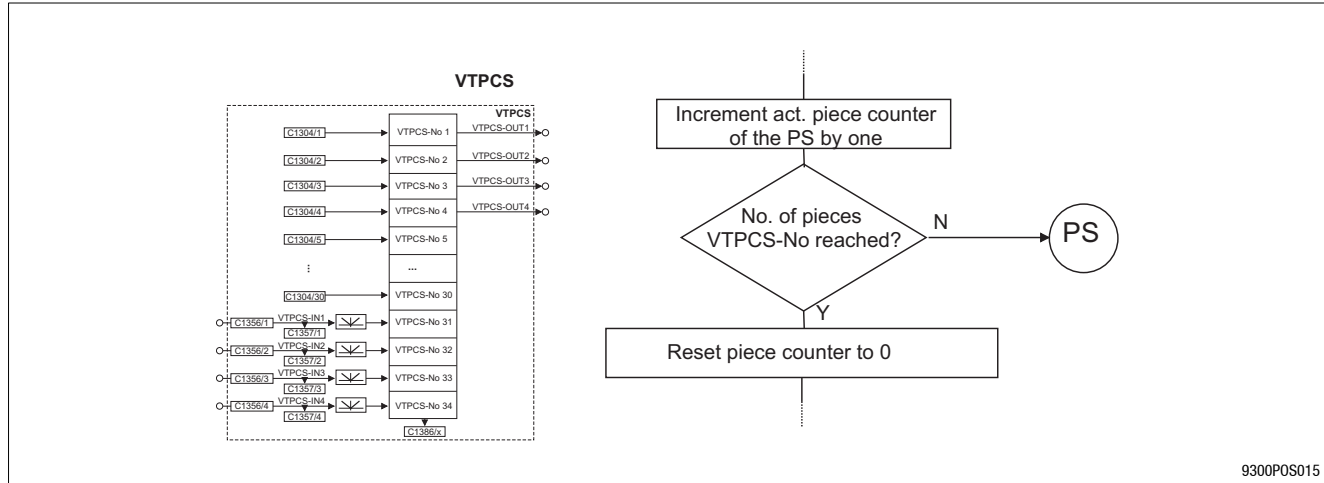 VTPCS
VTPCS
C1304/1
VTPCS-No 1
VTPCS-OUT1
C1304/2
VTPCS-No 2
VTPCS-OUT2
C1304/3
VTPCS-No 3
VTPCS-OUT3
C1304/4
VTPCS-No 4
VTPCS-OUT4
C1304/5
VTPCS-No 5
...
...
C1304/30
VTPCS-No 30
C1356/1
VTPCS-IN1
C1357/1
VTPCS-No 31
C1356/2
VTPCS-IN2
C1357/2
VTPCS-No 32
C1356/3
VTPCS-IN3
C1357/3
VTPCS-No 33
C1356/4
VTPCS-IN4
C1357/4
VTPCS-No 34
C1386/x
Increment act. piece counter
of the PS by one
No. of pieces
VTPCS-No reached?
N
PS
Y
Reset piece counter to 0
9300POS015